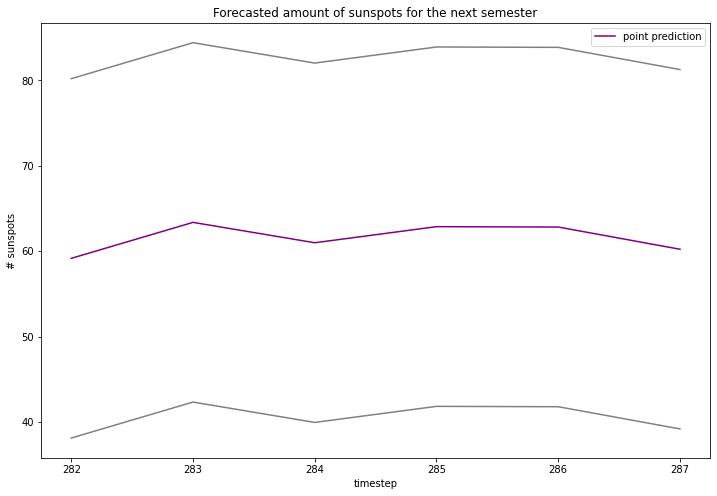 Forecasted amount of sunspots for the next semester
point prediction
# sunspots
80
70
60
50
40
282 283 284 285 286 287
timestep